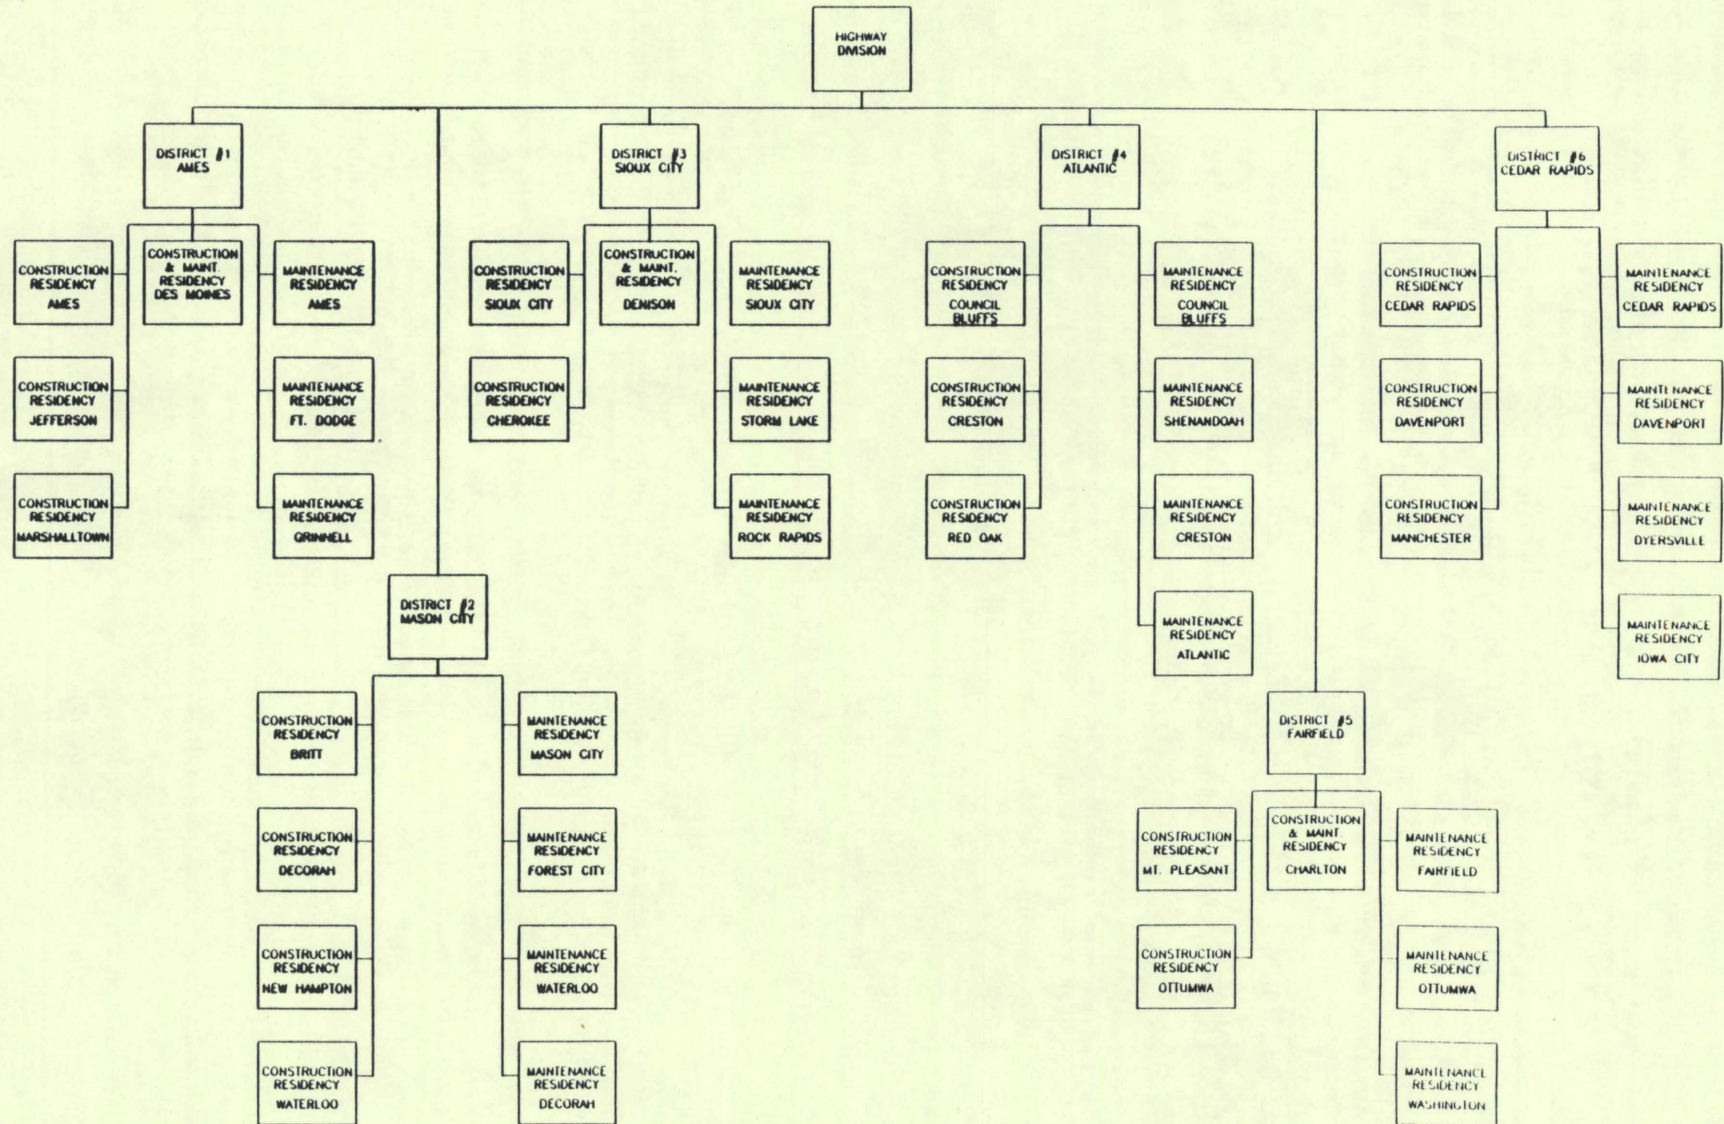 HIGHWAY
DIVISION
DISTRICT #1
AMES
CONSTRUCTION
RESIDENCY
AMES
CONSTRUCTION
RESIDENCY
JEFFERSON
CONSTRUCTION
RESIDENCY
MARSHALLTOWN
CONSTRUCTION
& MAINT.
RESIDENCY
DES MOINES
MAINTENANCE
RESIDENCY
AMES
MAINTENANCE
RESIDENCY
FT. DODGE
MAINTENANCE
RESIDENCY
GRINNELL
DISTRICT #2
MASON CITY
CONSTRUCTION
RESIDENCY
BRITT
CONSTRUCTION
RESIDENCY
DECORAH
CONSTRUCTION
RESIDENCY
NEW HAMPTON
CONSTRUCTION
RESIDENCY
WATERLOO
MAINTENANCE
RESIDENCY
MASON CITY
MAINTENANCE
RESIDENCY
FOREST CITY
MAINTENANCE
RESIDENCY
WATERLOO
MAINTENANCE
RESIDENCY
DECORAH
DISTRICT #3
SIOUX CITY
CONSTRUCTION
RESIDENCY
SIOUX CITY
CONSTRUCTION
RESIDENCY
CHEROKEE
CONSTRUCTION
& MAINT.
RESIDENCY
DENISON
MAINTENANCE
RESIDENCY
SIOUX CITY
MAINTENANCE
RESIDENCY
STORM LAKE
MAINTENANCE
RESIDENCY
ROCK RAPIDS
DISTRICT #4
ATLANTIC
CONSTRUCTION
RESIDENCY
COUNCIL
BLUFFS
CONSTRUCTION
RESIDENCY
CRESTON
CONSTRUCTION
RESIDENCY
RED OAK
MAINTENANCE
RESIDENCY
COUNCIL
BLUFFS
MAINTENANCE
RESIDENCY
SHENANDOAH
MAINTENANCE
RESIDENCY
CRESTON
MAINTENANCE
RESIDENCY
ATLANTIC
DISTRICT #5
FAIRFIELD
CONSTRUCTION
RESIDENCY
MT. PLEASANT
CONSTRUCTION
RESIDENCY
OTTUMWA
CONSTRUCTION
& MAINT.
RESIDENCY
CHARLTON
MAINTENANCE
RESIDENCY
FAIRFIELD
MAINTENANCE
RESIDENCY
OTTUMWA
MAINTENANCE
RESIDENCY
WASHINGTON
DISTRICT #6
CEDAR RAPIDS
CONSTRUCTION
RESIDENCY
CEDAR RAPIDS
CONSTRUCTION
RESIDENCY
DAVENPORT
CONSTRUCTION
RESIDENCY
MANCHESTER
MAINTENANCE
RESIDENCY
CEDAR RAPIDS
MAINTENANCE
RESIDENCY
DAVENPORT
MAINTENANCE
RESIDENCY
DYERSVILLE
MAINTENANCE
RESIDENCY
IOWA CITY